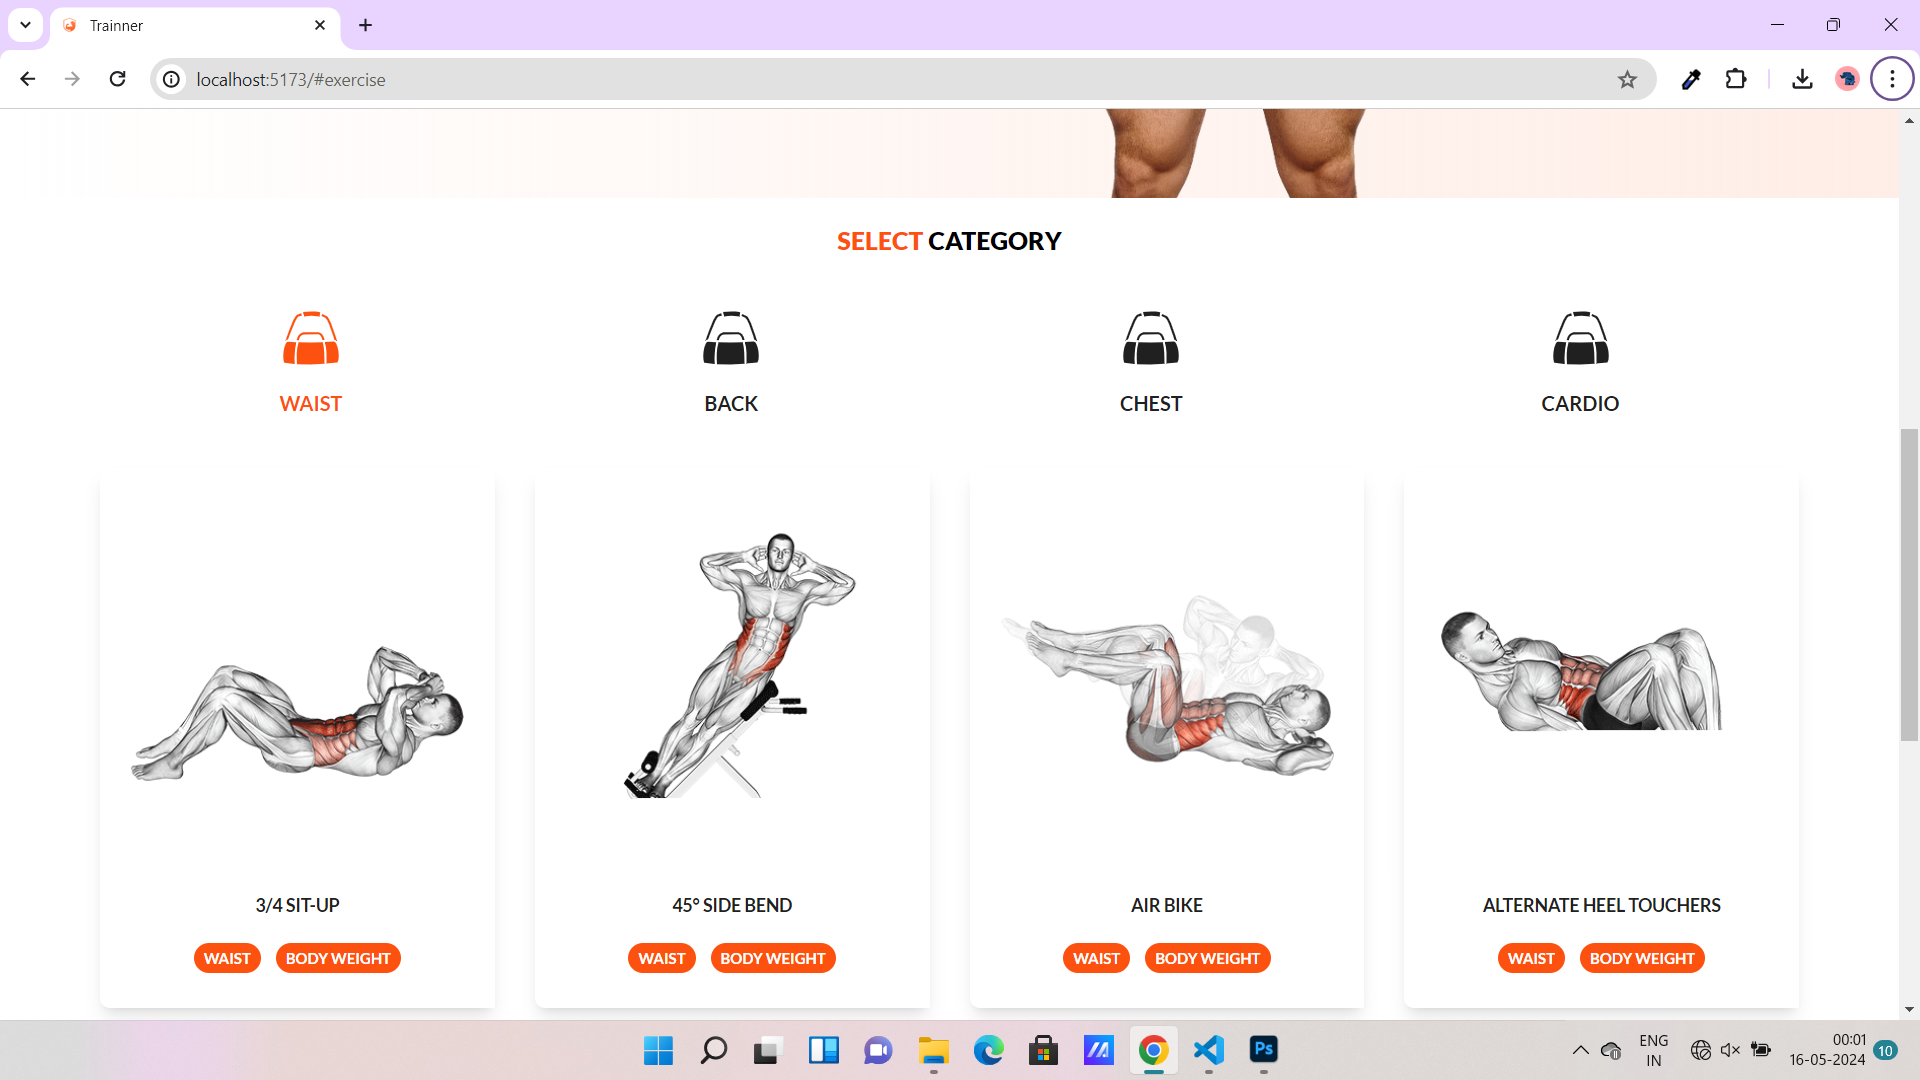 Trainner
localhost:5173/#exercise
SELECT CATEGORY
WAIST
BACK
CHEST
CARDIO
3/4 SIT-UP
45° SIDE BEND
AIR BIKE
ALTERNATE HEEL TOUCHERS
WAIST BODY WEIGHT
WAIST BODY WEIGHT
WAIST BODY WEIGHT
WAIST BODY WEIGHT
Ps
ENG
IN
00:01
16-05-2024
10